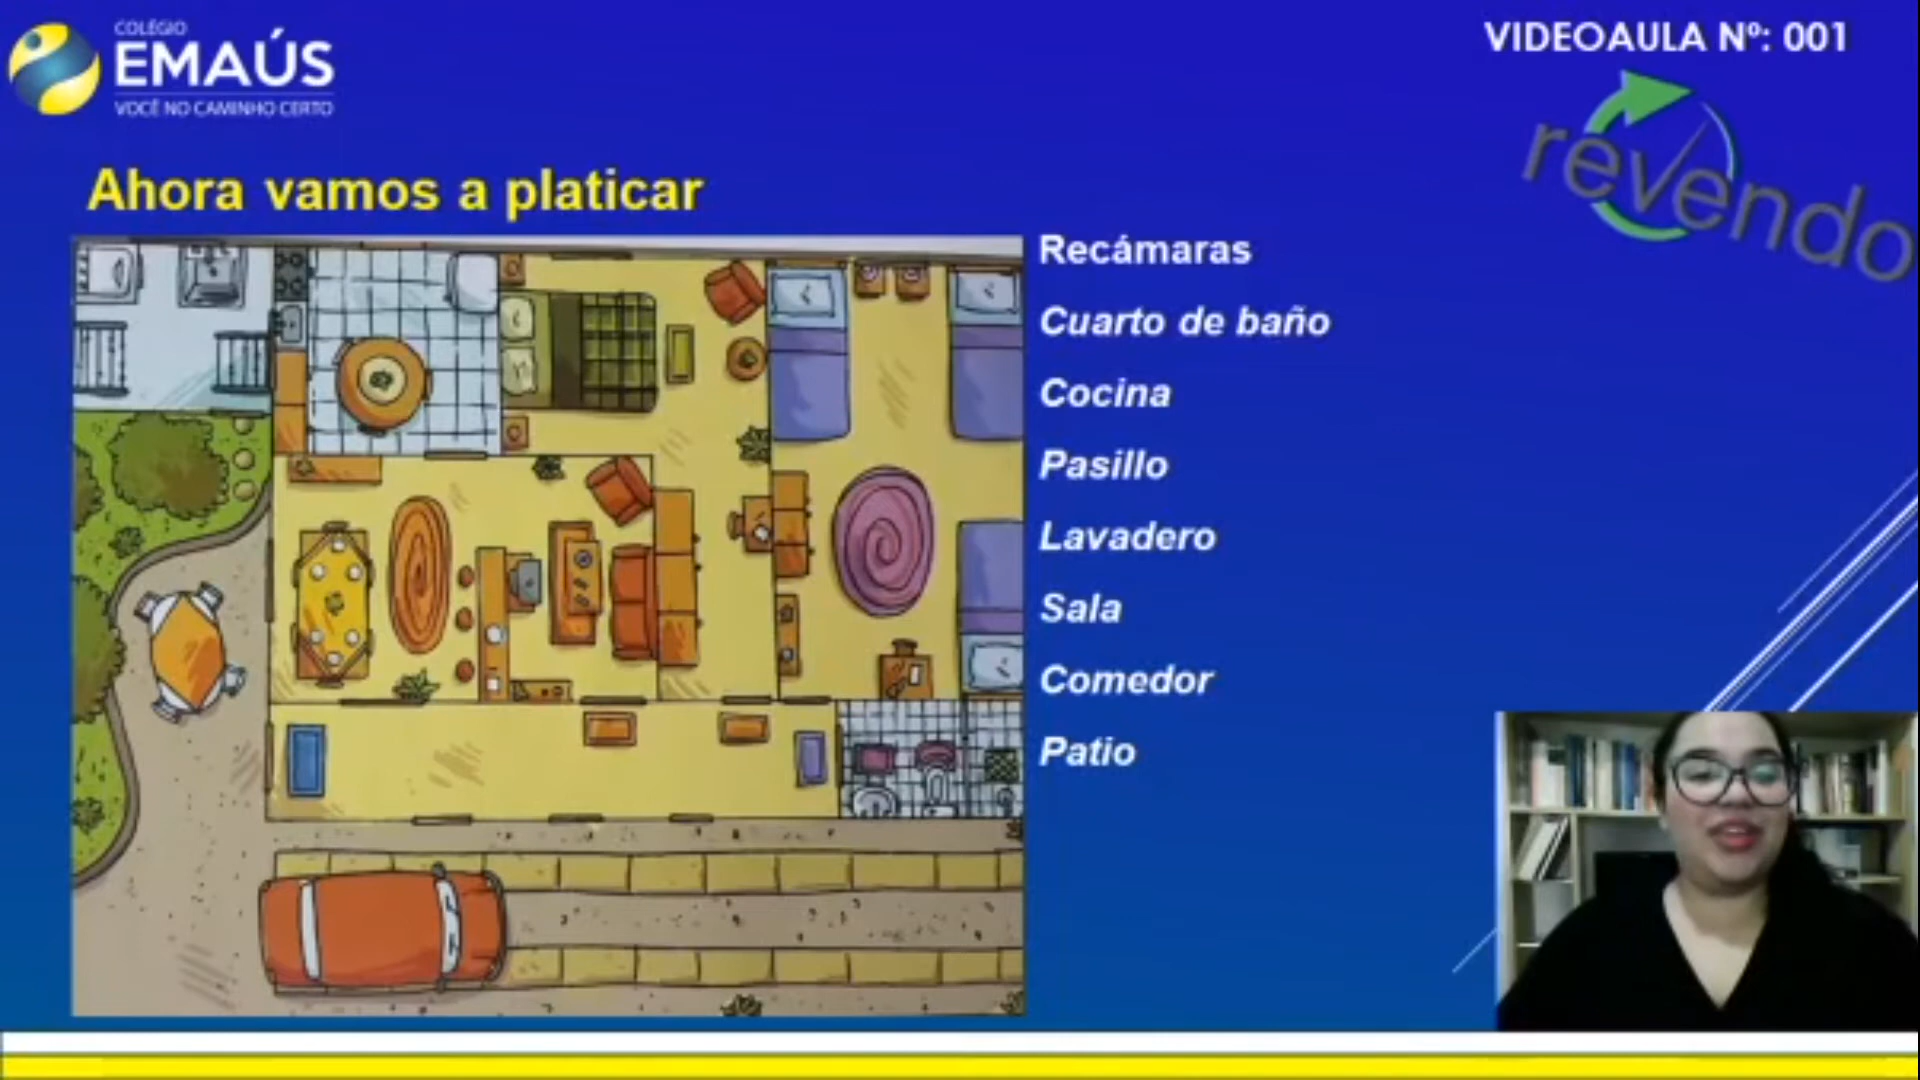 COLÉGIO
EMAÚS
VOCÊ NO CAMINHO CERTO
VIDEOAULA Nº: 001
revendo
Ahora vamos a platicar
Recámaras
Cuarto de baño
Cocina
Pasillo
Lavadero
Sala
Comedor
Patio